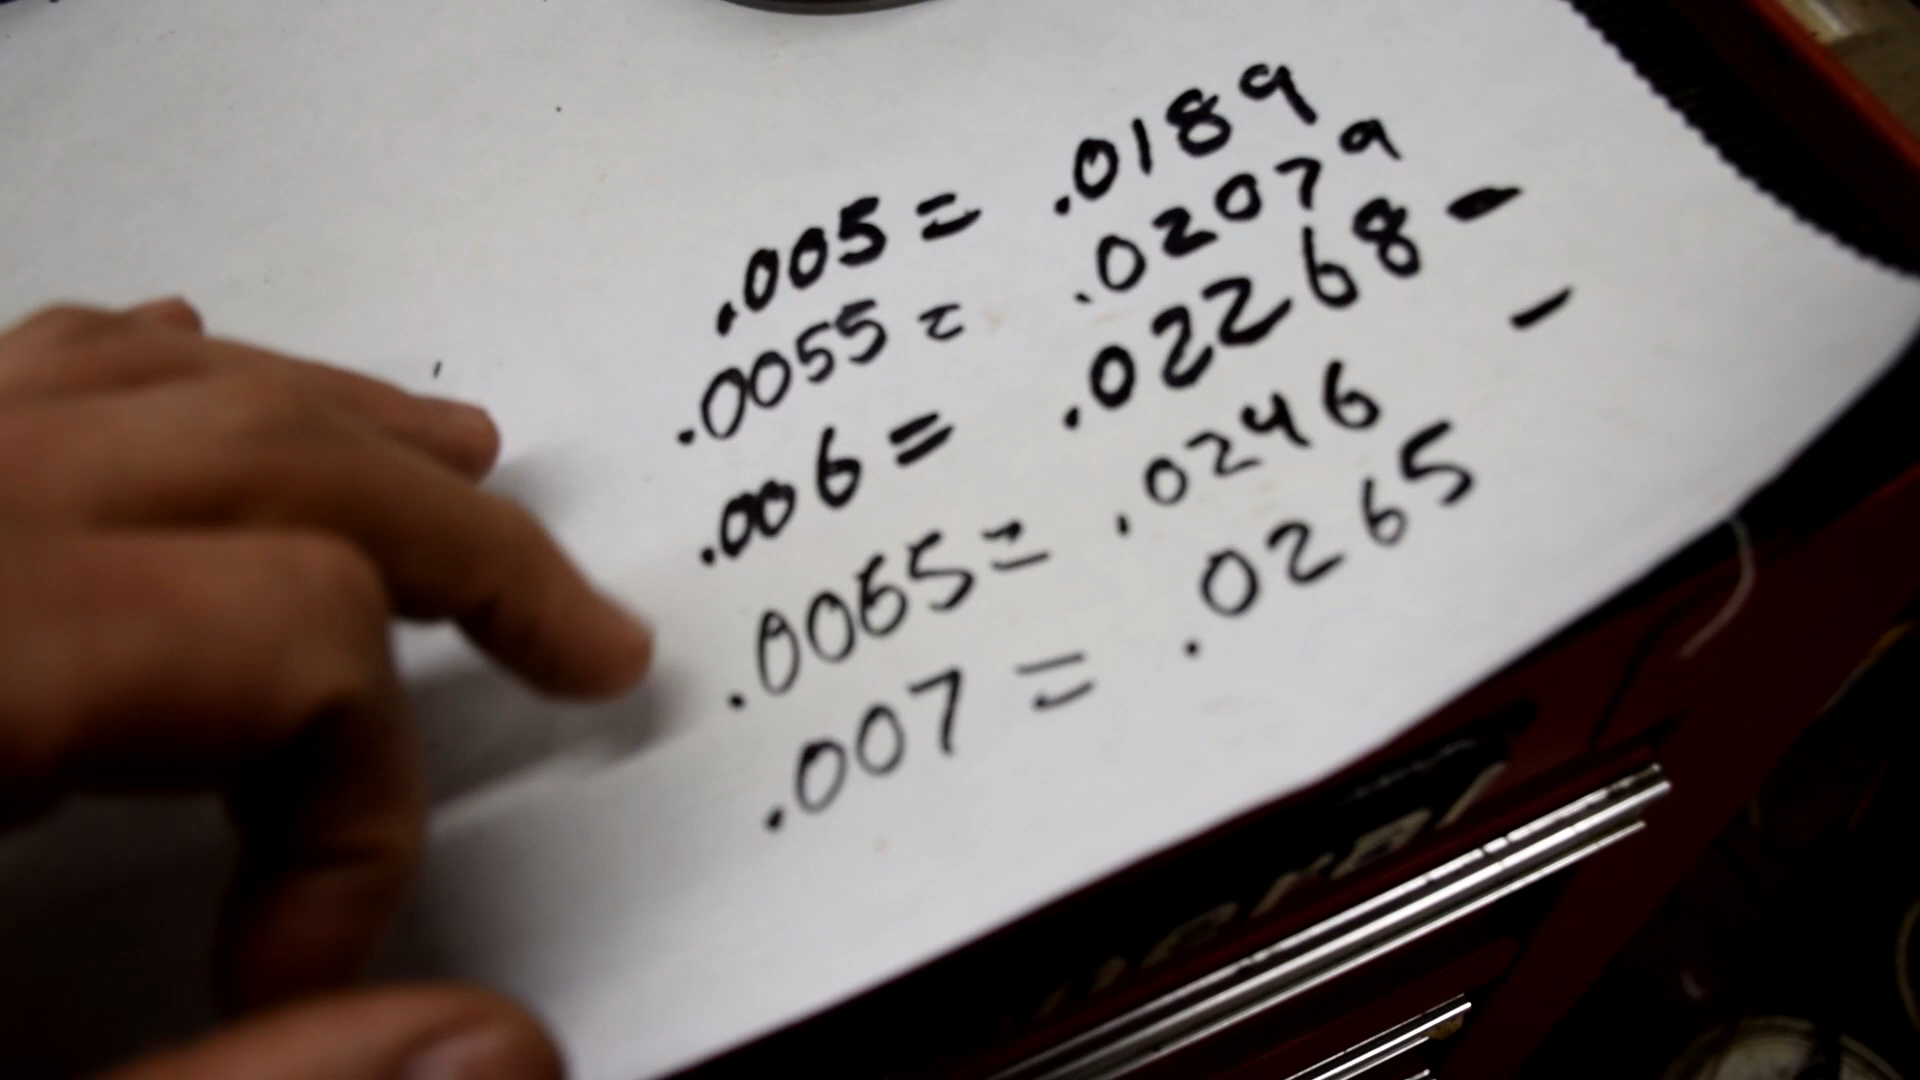 .005 = .0189
.0055 = .02079
.006 = .02268 -
.0065 = .0246 -
.007 = .0265